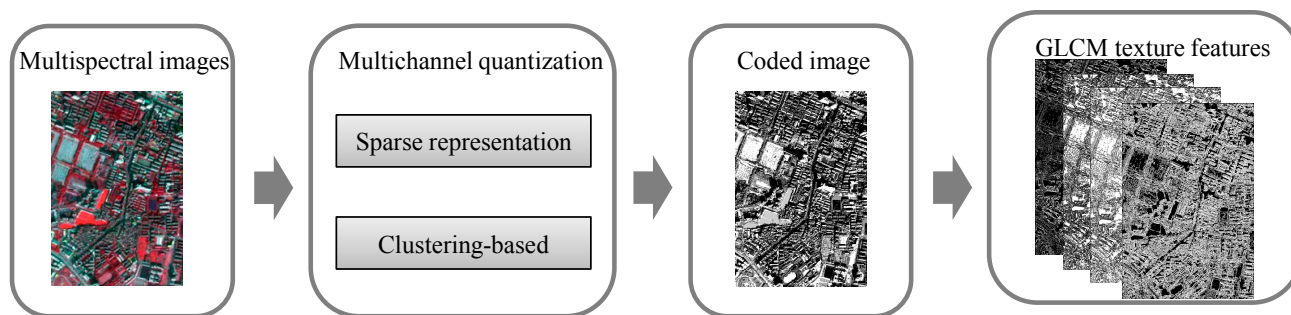 Multispectral images
Multichannel quantization
Sparse representation
Clustering-based
Coded image
GLCM texture features